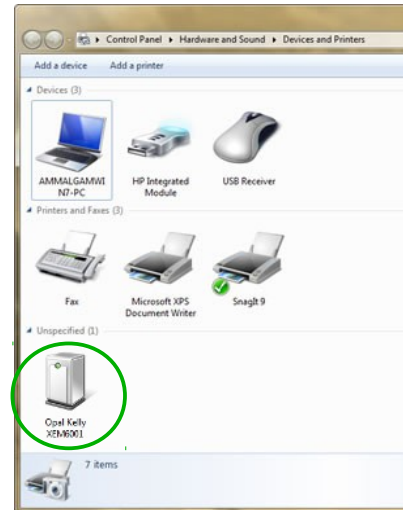 Control Panel ▸ Hardware and Sound ▸ Devices and Printers
Add a device Add a printer
Devices (3)
AMMALGAMWI
N7-PC
HP Integrated
Module
USB Receiver
Printers and Faxes (3)
Fax
Microsoft XPS
Document Writer
SnagIt 9
Unspecified (1)
Opal Kelly
XEM6001
7 items